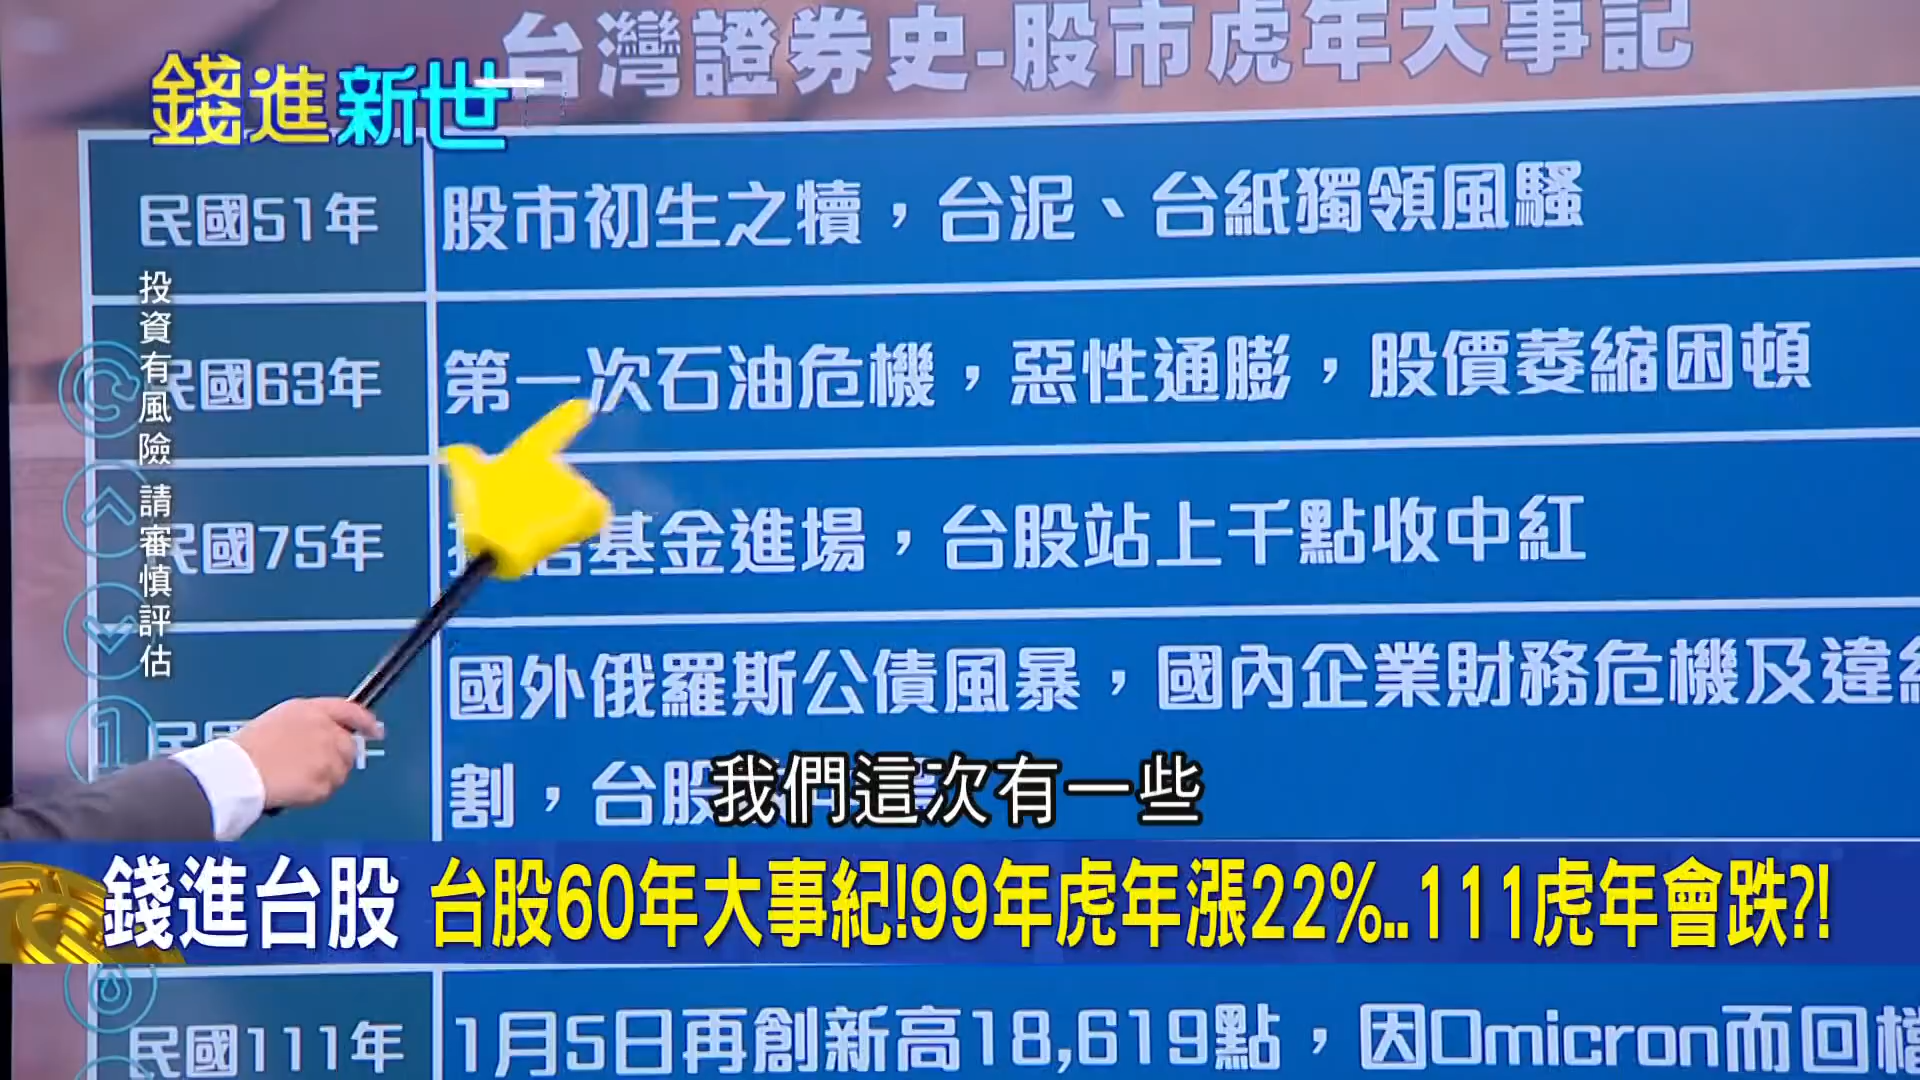 台灣證券史-股市虎年大事記
錢進新世
民國51年
股市初生之犢，台泥、台紙獨領風騷
民國63年
第一次石油危機，惡性通膨，股價萎縮困頓
民國75年
基金進場，台股站上千點收中紅
國外俄羅斯公債風暴，國內企業財務危機及違
割，台股
投資有風險 請審慎評估
我們這次有一些
錢進台股 台股60年大事紀!99年虎年漲22%..111虎年會跌?!
民國111年
1月5日再創新高18,619點，因Omicron而回檔